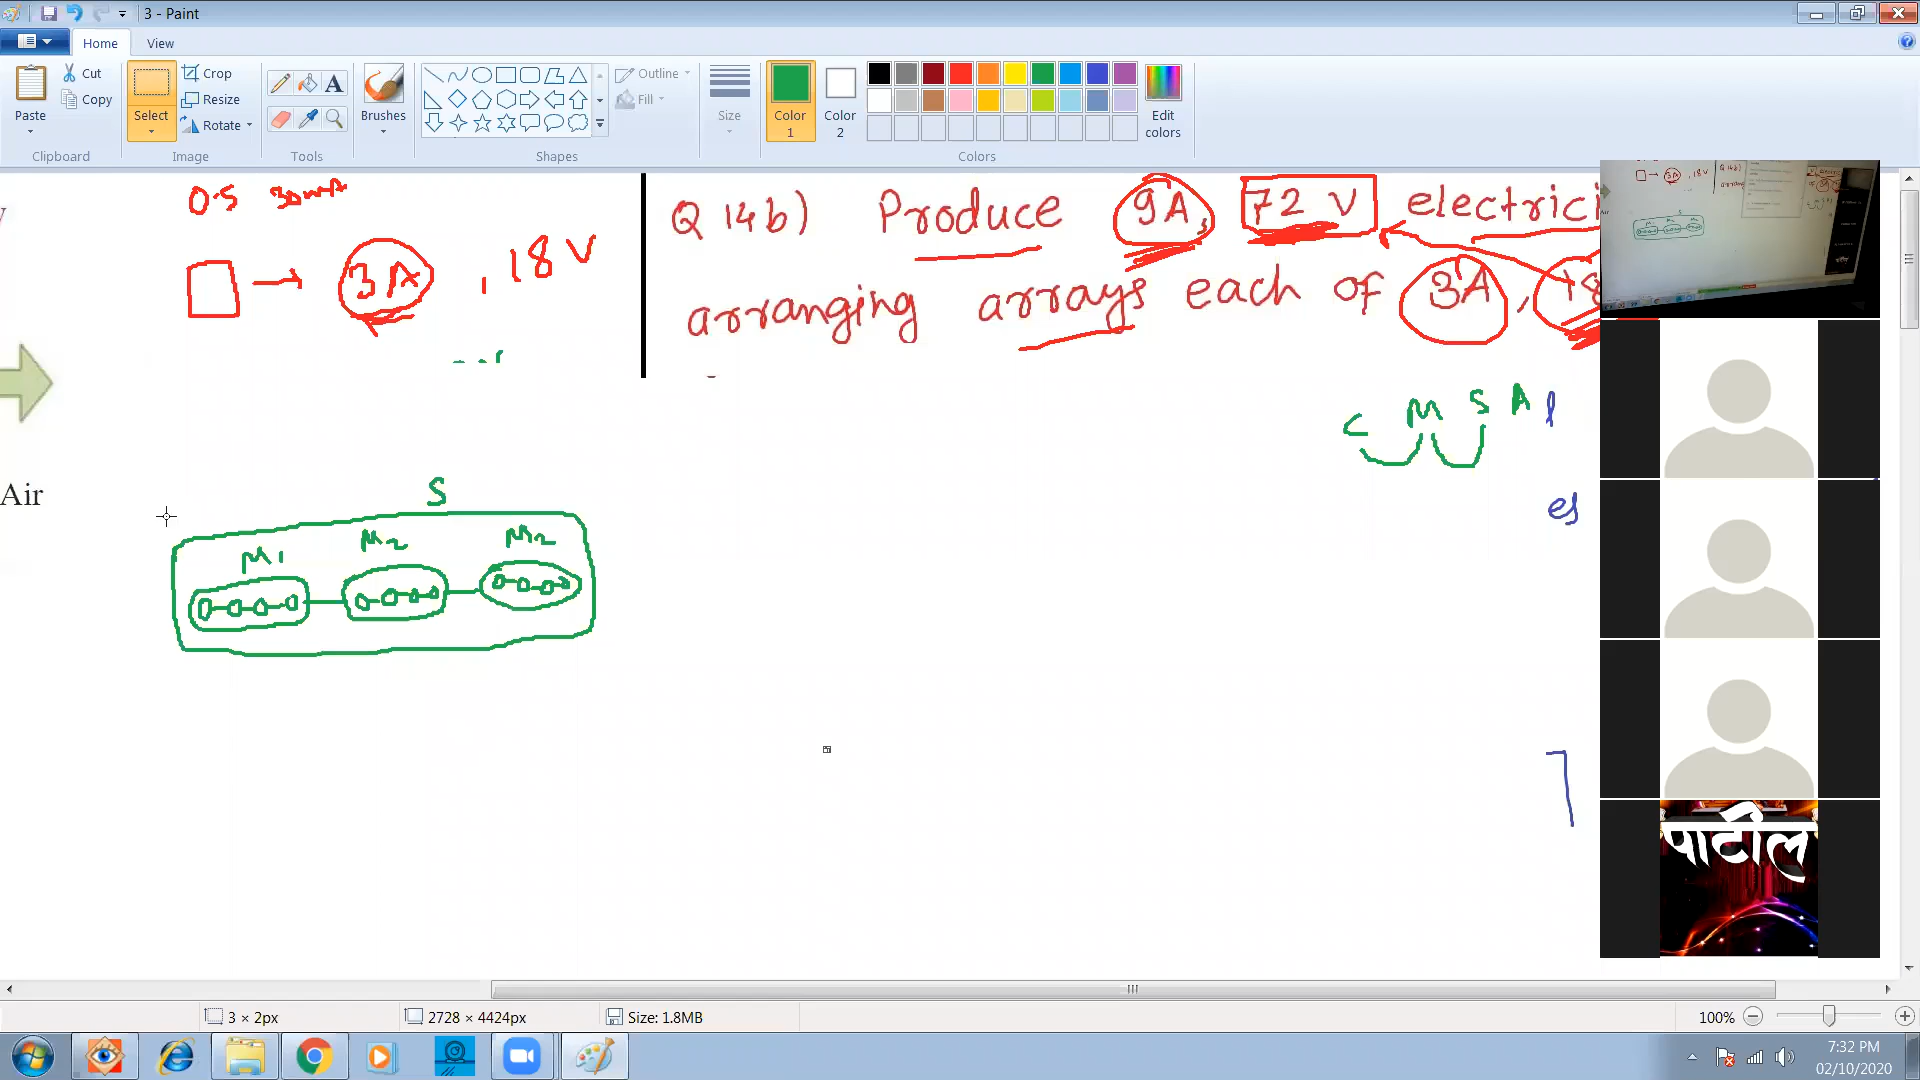 3 - Paint
Home View
Paste
Cut
Copy
Clipboard
Select
Crop
Resize
Rotate
Image
Tools
Brushes
Shapes
Outline
Fill
Size
Color 1
Color 2
Edit colors
Colors
0.5
3A, 18 V
Q 14b) Produce 9A, 72 V electrici
arranging arrays each of 3A, 18
C M S A
es
Air
S
M1 M2 M2
पाटील
3 × 2px
2728 × 4424px
Size: 1.8MB
100%
7:32 PM
02/10/2020